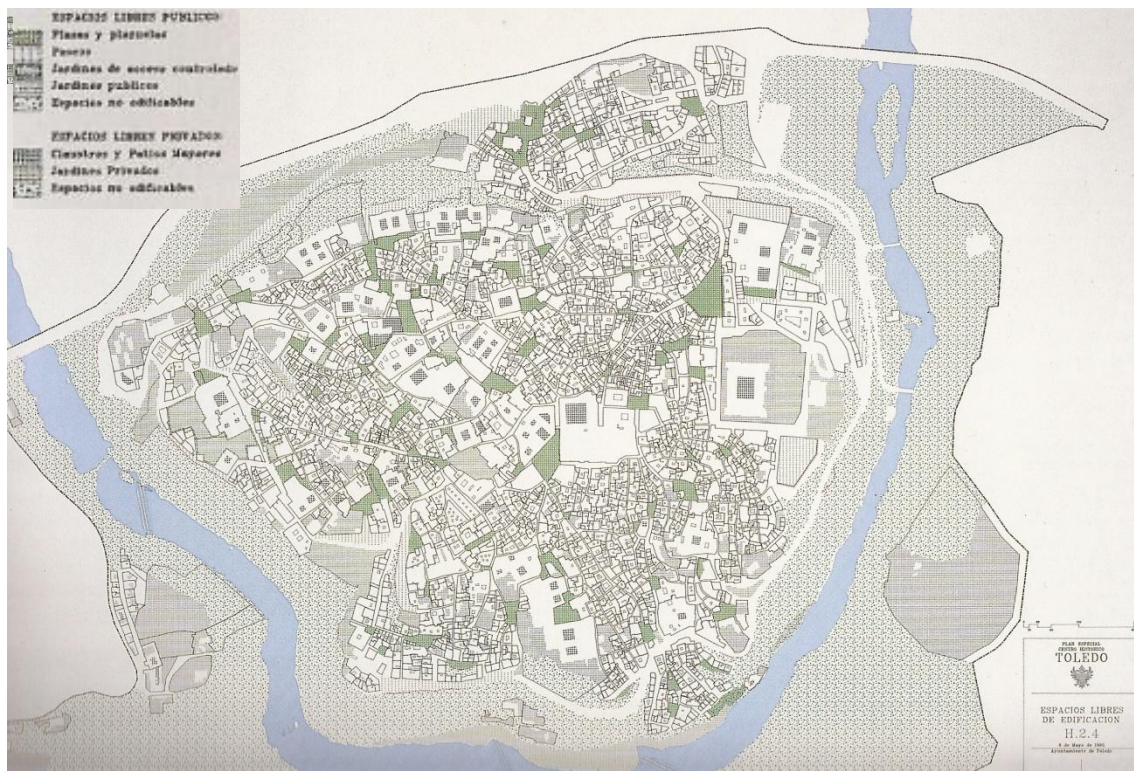 ESPACIOS LIBRES PUBLICOS
Plazas y plazuelas
Paseos
Jardines de acceso controlado
Jardines publicos
Espacios no edificables
ESPACIOS LIBRES PRIVADOS
Claustros y Patios Mayores
Jardines Privados
Espacios no edificables
PLAN ESPECIAL
CENTRO HISTORICO
TOLEDO
ESPACIOS LIBRES
DE EDIFICACION
H.2.4
Ayuntamiento de Toledo